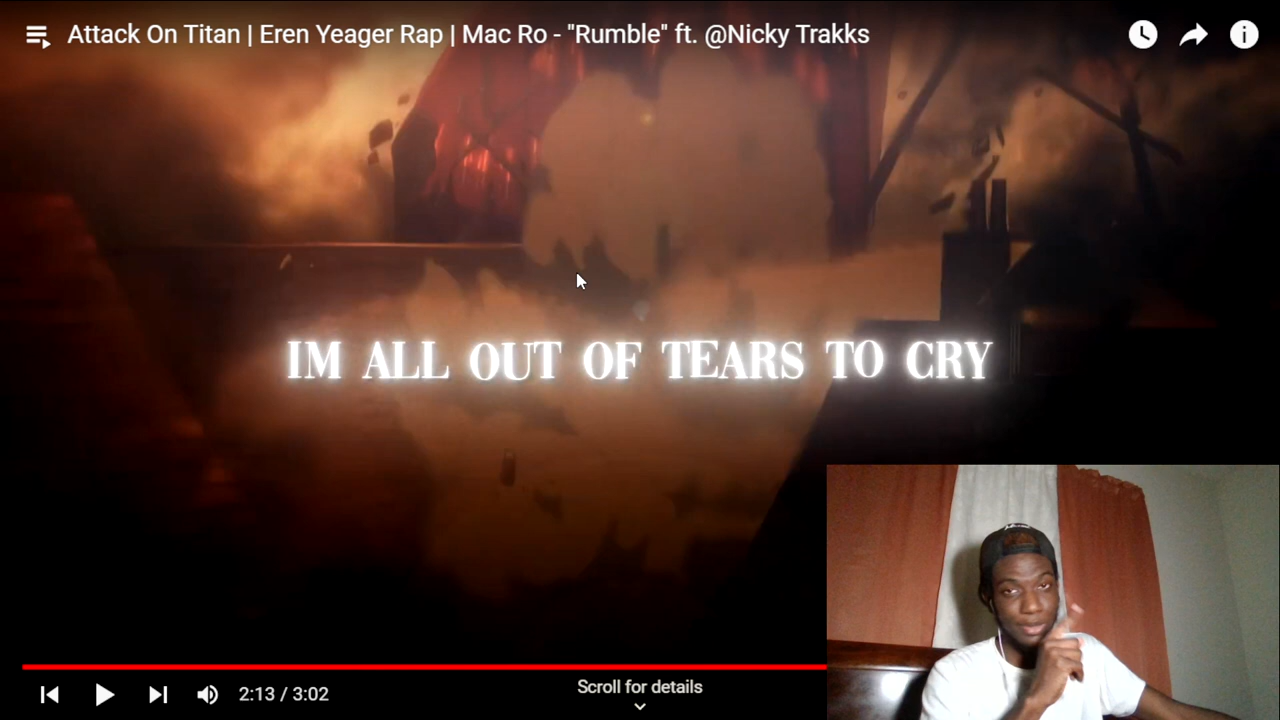 Attack On Titan | Eren Yeager Rap | Mac Ro - "Rumble" ft. @Nicky Trakks
IM ALL OUT OF TEARS TO CRY
Scroll for details
2:13 / 3:02